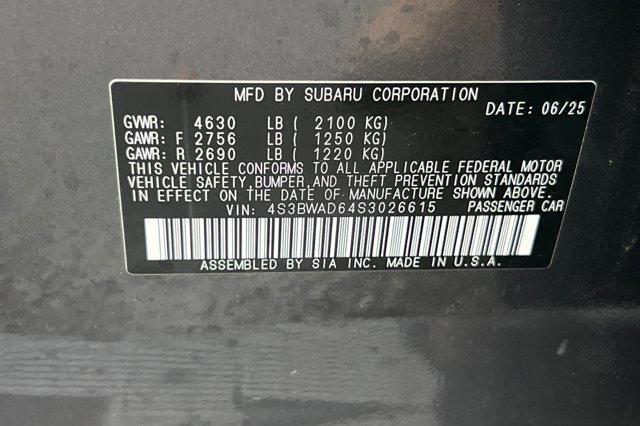 MFD BY SUBARU CORPORATION
DATE: 06/25
GVWR: 4630 LB ( 2100 KG)
GAWR: F 2756 LB ( 1250 KG)
GAWR: R 2690 LB ( 1220 KG)
THIS VEHICLE CONFORMS TO ALL APPLICABLE FEDERAL MOTOR
VEHICLE SAFETY, BUMPER, AND THEFT PREVENTION STANDARDS
IN EFFECT ON THE DATE OF MANUFACTURE SHOWN ABOVE.
VIN: 4S3BWAD64S3026615 PASSENGER CAR
ASSEMBLED BY SIA INC. MADE IN U.S.A.